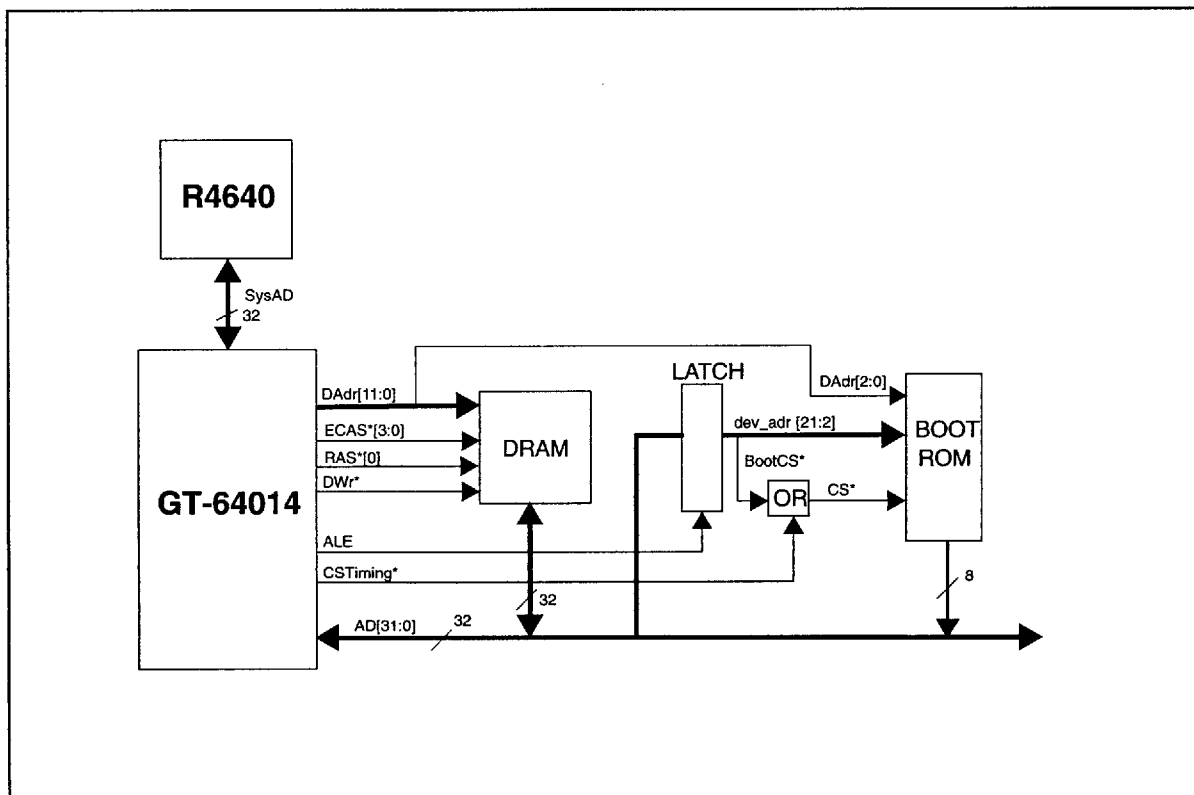 R4640
SysAD
32
GT-64014
DAdr[11:0]
ECAS*[3:0]
RAS*[0]
DWr*
ALE
CSTiming*
AD[31:0]
32
DRAM
32
LATCH
dev_adr [21:2]
BootCS*
OR
CS*
DAdr[2:0]
BOOT
ROM
8